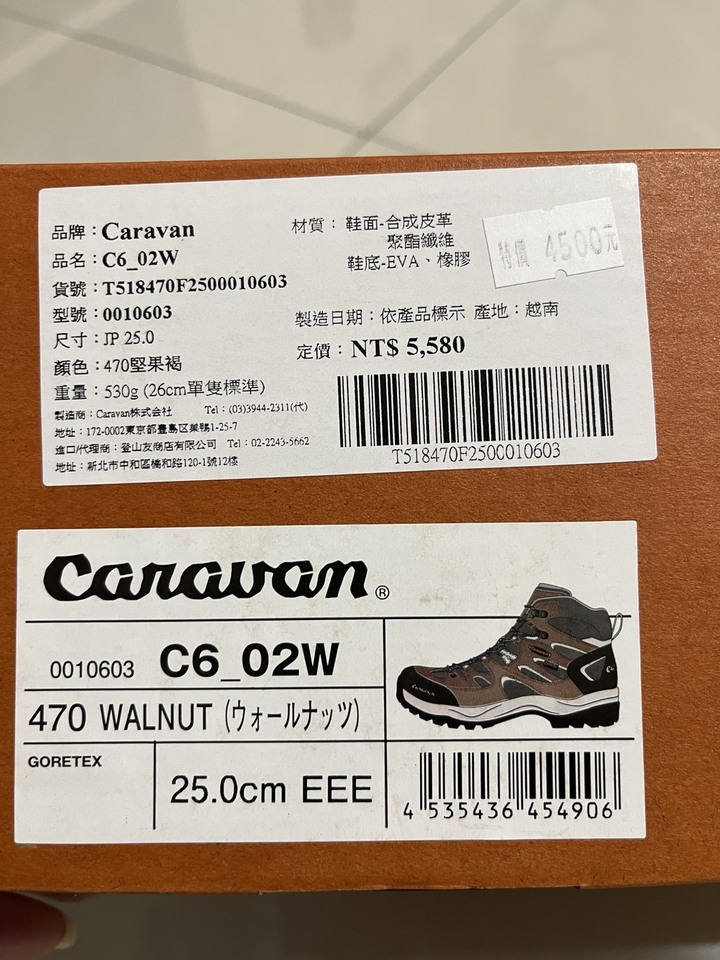 品牌：Caravan
品名：C6_02W
貨號：T518470F2500010603
型號：0010603
尺寸：JP 25.0
顏色：470堅果褐
重量：530g (26cm單隻標準)
製造商：Caravan株式会社 Tel：(03)3944-2311(代)
地址：172-0002東京都豊島区巣鴨1-25-7
進口/代理商：登山友商店有限公司 Tel：02-2243-5662
地址：新北市中和區橋和路120-1號12樓
材質：鞋面-合成皮革
聚酯纖維
鞋底-EVA、橡膠
特價 4500元
製造日期：依產品標示 產地：越南
定價：NT$ 5,580
T518470F2500010603
Caravan®
0010603 C6_02W
470 WALNUT (ウォールナッツ)
GORETEX
25.0cm EEE
4 535436 454906